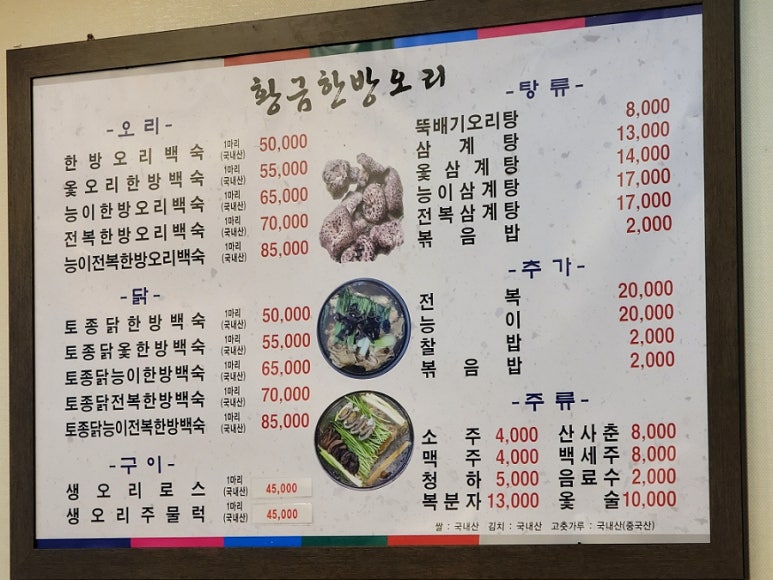 황금한방오리
-오 리-
한방오리백숙 1마리 (국내산) 50,000
옻오리한방백숙 1마리 (국내산) 55,000
능이한방오리백숙 1마리 (국내산) 65,000
전복한방오리백숙 1마리 (국내산) 70,000
능이전복한방오리백숙 1마리 (국내산) 85,000
-닭-
토종닭한방백숙 1마리 (국내산) 50,000
토종닭옻한방백숙 1마리 (국내산) 55,000
토종닭능이한방백숙 1마리 (국내산) 65,000
토종닭전복한방백숙 1마리 (국내산) 70,000
토종닭능이전복한방백숙 1마리 (국내산) 85,000
-구 이-
생오리로스 1마리 (국내산) 45,000
생오리주물럭 1마리 (국내산) 45,000
-탕 류-
뚝배기오리탕 8,000
삼계탕 13,000
옻삼계탕 14,000
능이삼계탕 17,000
전복삼계탕 17,000
볶음밥 2,000
-추 가-
전복 20,000
능이 20,000
찰밥 2,000
볶음밥 2,000
-주 류-
소주 4,000 산사춘 8,000
맥주 4,000 백세주 8,000
청하 5,000 음료수 2,000
복분자 13,000 옻술 10,000
쌀 : 국내산 김치 : 국내산 고춧가루 : 국내산(중국산)